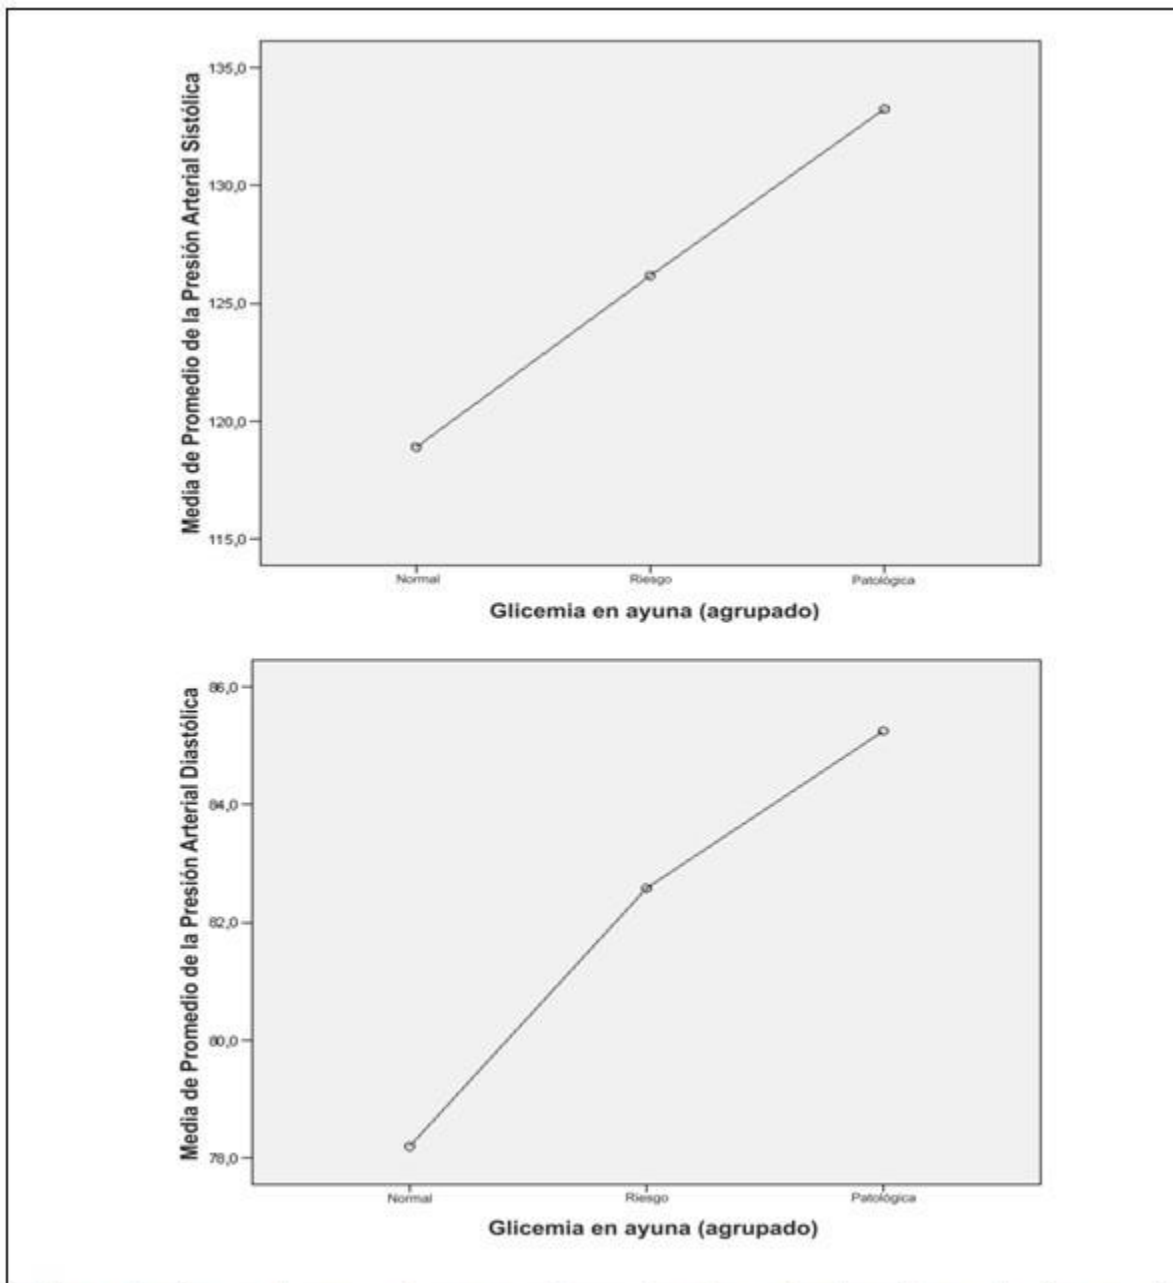 Media de Promedio de la Presión Arterial Sistólica
135,0
130,0
125,0
120,0
115,0
Normal Riesgo Patológica
Glicemia en ayuna (agrupado)
Media de Promedio de la Presión Arterial Diastólica
86,0
84,0
82,0
80,0
78,0
Normal Riesgo Patológica
Glicemia en ayuna (agrupado)